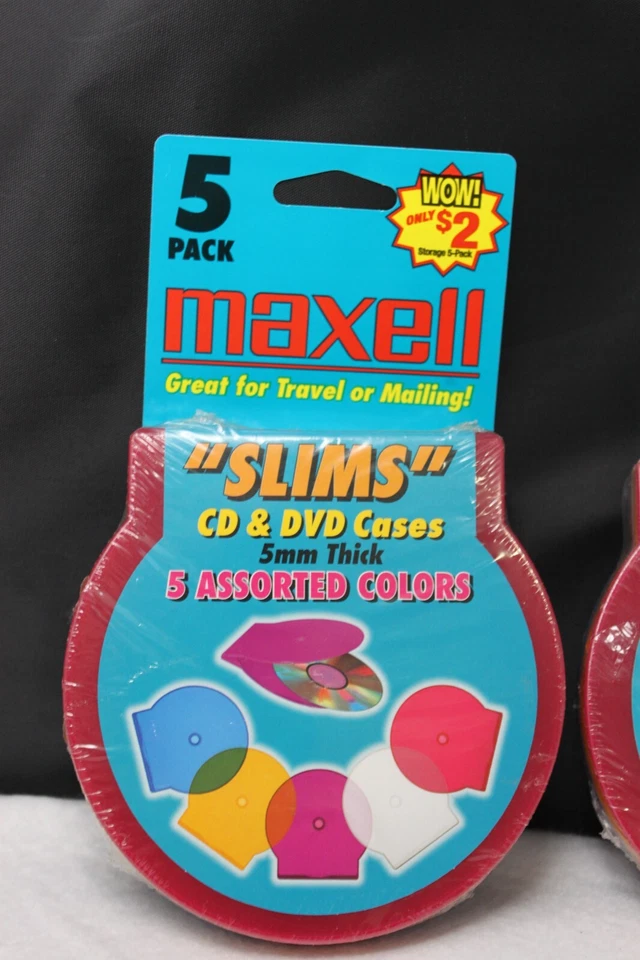 5
PACK
WOW!
ONLY $2
Storage 5-Pack
maxell
Great for Travel or Mailing!
"SLIMS"
CD & DVD Cases
5mm Thick
5 ASSORTED COLORS